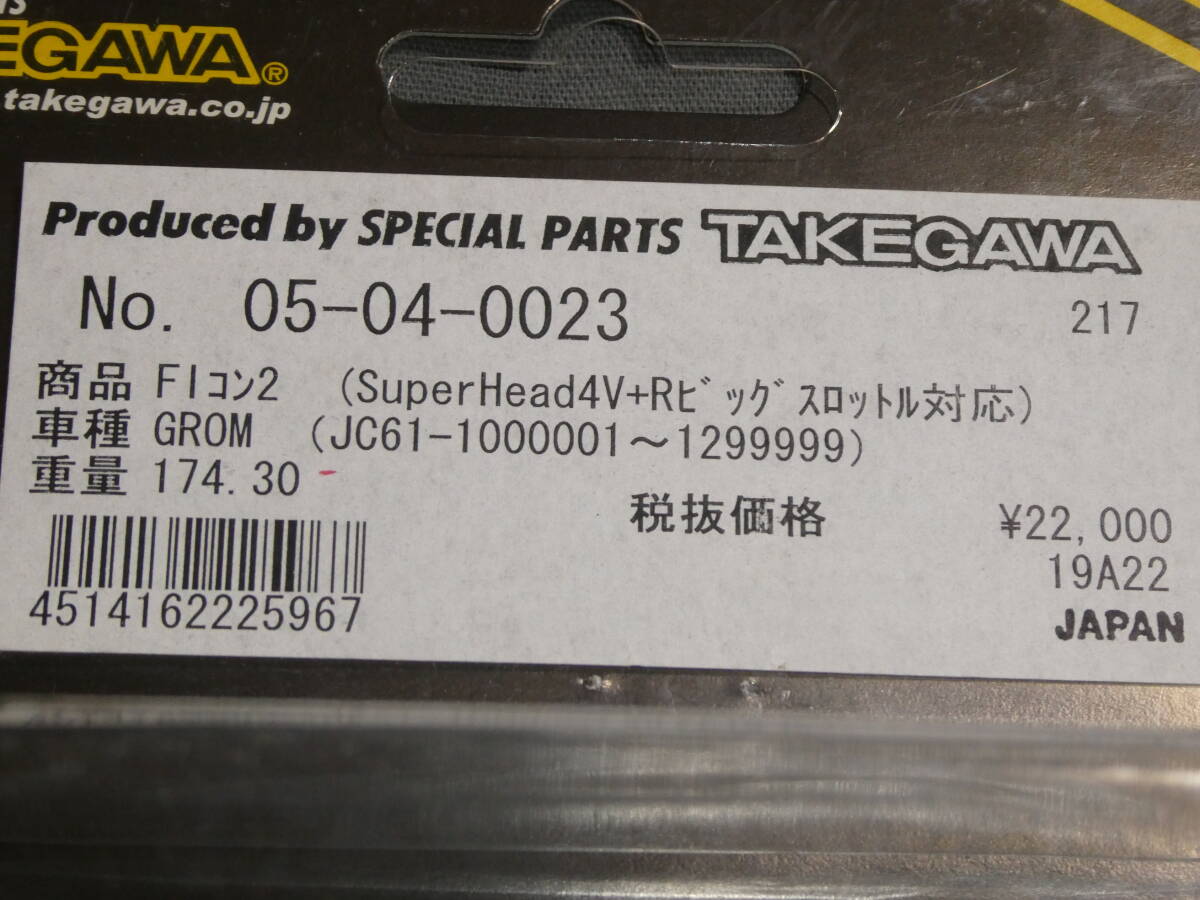 EGAWA®
takegawa.co.jp
Produced by SPECIAL PARTS TAKEGAWA
No. 05-04-0023
217
商品 FIｺﾝ2 (SuperHead4V+Rﾋﾞｯｸﾞｽﾛｯﾄﾙ対応)
車種 GROM (JC61-1000001～1299999)
重量 174.30
税抜価格 ¥22,000
19A22
4514162225967
JAPAN